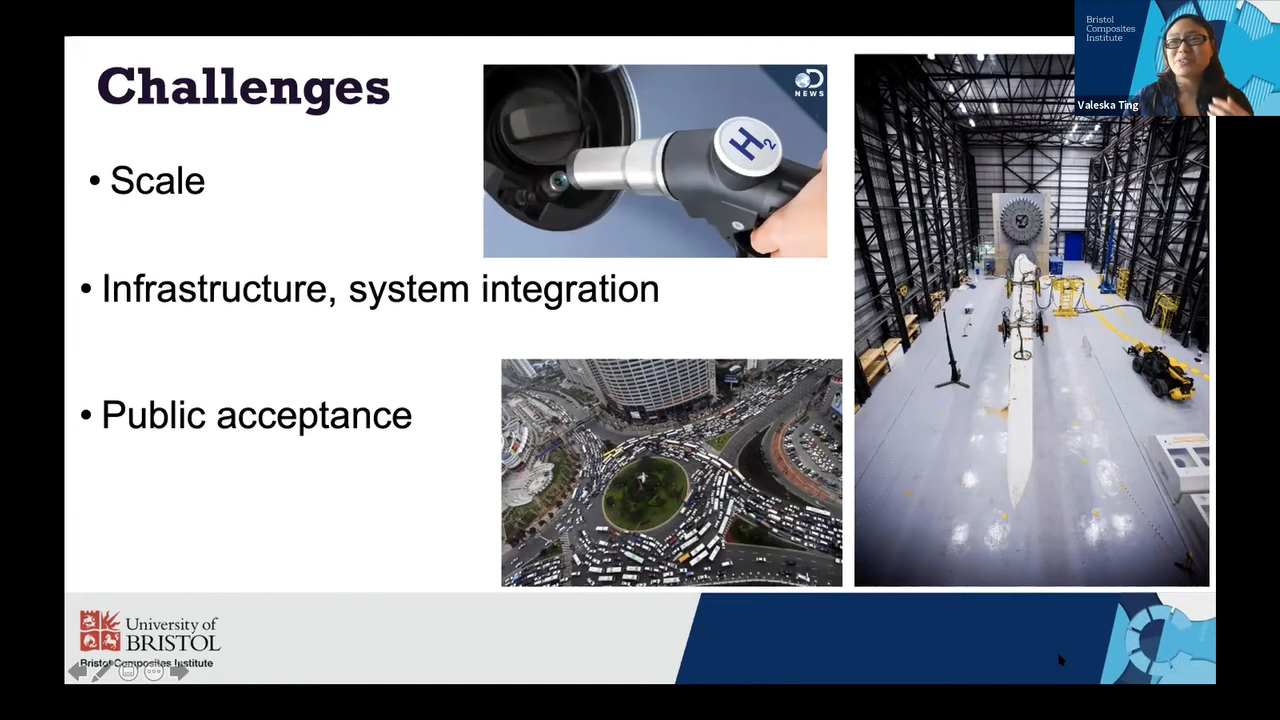 Challenges
• Scale
• Infrastructure, system integration
• Public acceptance
H2
NEWS
Bristol
Composites
Institute
Valeska Ting
University of
BRISTOL
Bristol Composites Institute